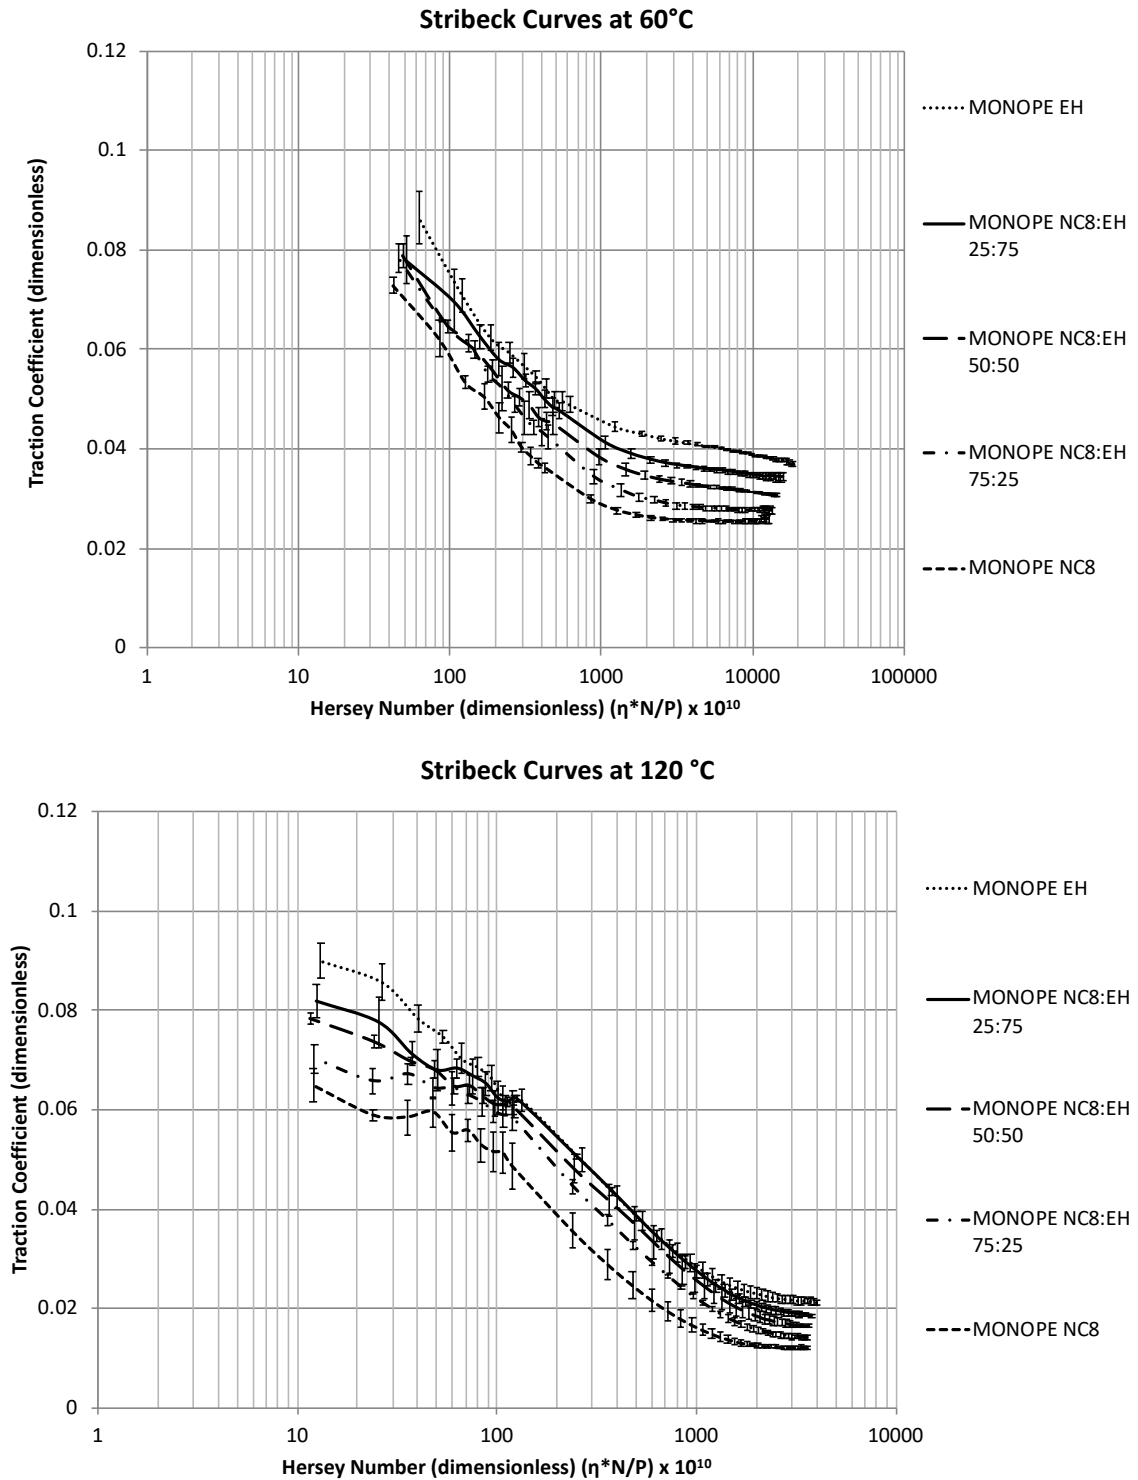 Stribeck Curves at 60°C
Traction Coefficient (dimensionless)
0.12
0.1
0.08
0.06
0.04
0.02
0
1
10
100
1000
10000
100000
Hersey Number (dimensionless) (η*N/P) x 10¹⁰
MONOPE EH
MONOPE NC8:EH
25:75
MONOPE NC8:EH
50:50
MONOPE NC8:EH
75:25
MONOPE NC8
Stribeck Curves at 120 °C
Traction Coefficient (dimensionless)
0.12
0.1
0.08
0.06
0.04
0.02
0
1
10
100
1000
10000
Hersey Number (dimensionless) (η*N/P) x 10¹⁰
MONOPE EH
MONOPE NC8:EH
25:75
MONOPE NC8:EH
50:50
MONOPE NC8:EH
75:25
MONOPE NC8